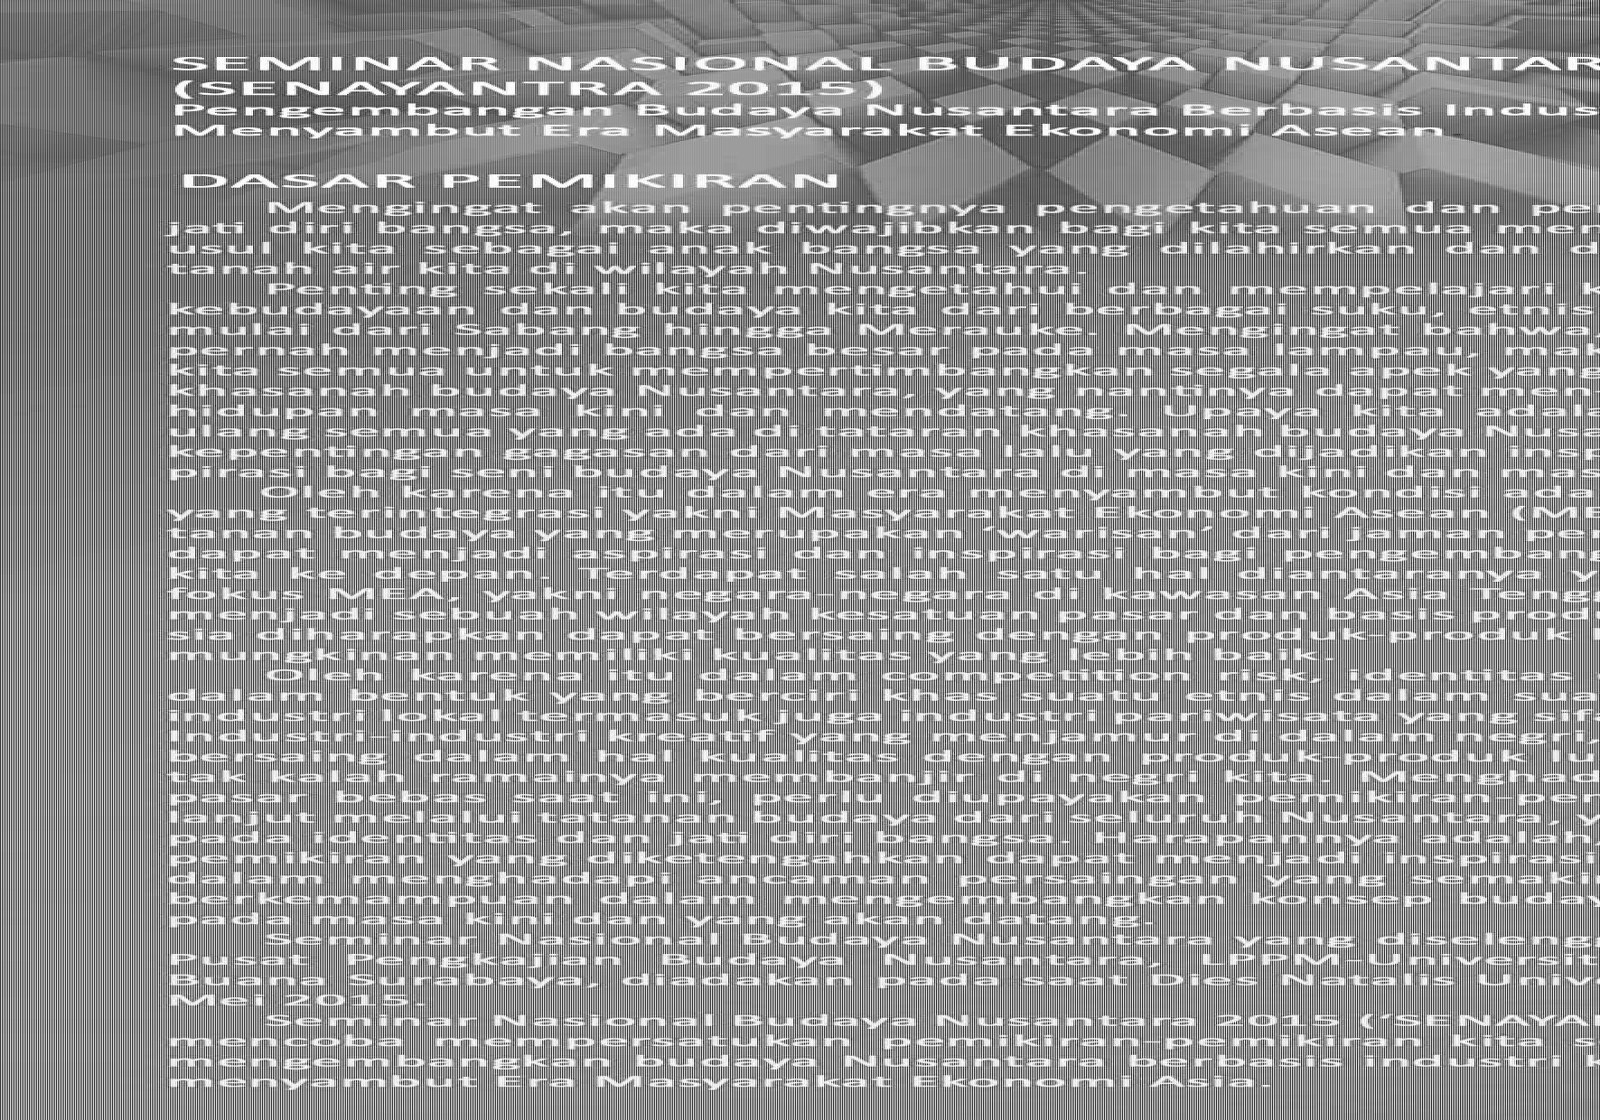 SEMINAR NASIONAL BUDAYA NUSANTAR
(SENAYANTRA 2015)
Pengembangan Budaya Nusantara Berbasis Indus
Menyambut Era Masyarakat Ekonomi Asean
DASAR PEMIKIRAN
Mengingat akan pentingnya pengetahuan dan pe
jati diri bangsa, maka diwajibkan bagi kita semua men
usul kita sebagai anak bangsa yang dilahirkan dan d
tanah air kita di wilayah Nusantara.
Penting sekali kita mengetahui dan mempelajari k
kebudayaan dan budaya kita dari berbagai suku, etnis
mulai dari Sabang hingga Merauke. Mengingat bahwa
pernah menjadi bangsa besar pada masa lampau, mak
kita semua untuk mempertimbangkan segala apek yang
khasanah budaya Nusantara, yang nantinya dapat men
hidupan masa kini dan mendatang. Upaya kita adala
ulang semua yang ada di tataran khasanah budaya Nusa
kepentingan gagasan dari masa lalu yang dijadikan insp
pirasi bagi seni budaya Nusantara di masa kini dan mas
Oleh karena itu dalam era menyambut kondisi ada
yang terintegrasi yakni Masyarakat Ekonomi Asean (ME
tanan budaya yang merupakan 'warisan' dari jaman pe
dapat menjadi aspirasi dan inspirasi bagi pengembang
kita ke depan. Terdapat salah satu hal diantaranya y
fokus MEA, yakni negara-negara di kawasan Asia Tengg
menjadi sebuah wilayah kesatuan pasar dan basis prod
sia diharapkan dapat bersaing dengan produk-produk l
mungkinan memiliki kualitas yang lebih baik.
Oleh karena itu dalam competition risk, identitas
dalam bentuk yang berciri khas suatu etnis dalam sua
industri lokal termasuk juga industri pariwisata yang sifa
Industri-industri kreatif yang menjamur di dalam negri,
bersaing dalam hal kualitas dengan produk-produk lu
tak kalah ramainya membanjir di negri kita. Menghad
pasar bebas saat ini, perlu diupayakan pemikiran-pem
lanjut melalui tatanan budaya dari seluruh Nusantara, y
pada identitas dan jati diri bangsa. Harapannya adalah
pemikiran yang diketengahkan dapat menjadi inspirasi
dalam menghadapi ancaman persaingan yang semakin
berkemampuan dalam mengembangkan konsep buday
pada masa kini dan yang akan datang.
Seminar Nasional Budaya Nusantara yang diseleng
Pusat Pengkajian Budaya Nusantara, LPPM-Universit
Buana Surabaya, diadakan pada saat Dies Natalis Unive
Mei 2015.
Seminar Nasional Budaya Nusantara 2015 ('SENAYA
mencoba mempersatukan pemikiran-pemikiran kita s
mengembangkan budaya Nusantara berbasis industri k
menyambut Era Masyarakat Ekonomi Asia.